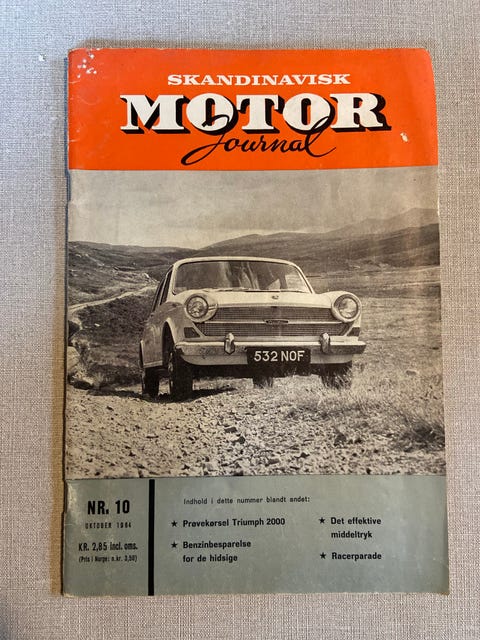 SKANDINAVISK
MOTOR
Journal
532 NOF
NR. 10
OKTOBER 1964
KR. 2,85 incl. oms.
(Pris i Norge: n. kr. 3,50)
Indhold i dette nummer blandt andet:
★ Prøvekørsel Triumph 2000
★ Benzinbesparelse
for de hidsige
★ Det effektive
middeltryk
★ Racerparade